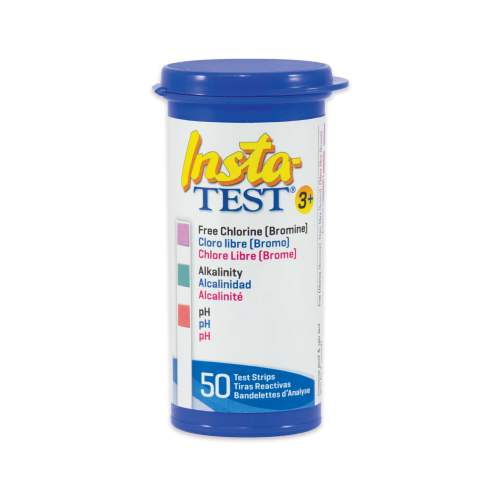 Insta-
TEST® 3+
Free Chlorine (Bromine)
Cloro libre (Bromo)
Chlore Libre (Brome)
Alkalinity
Alcalinidad
Alcalinité
pH
pH
pH
50 Test Strips
Tiras Reactivas
Bandelettes d'Analyse